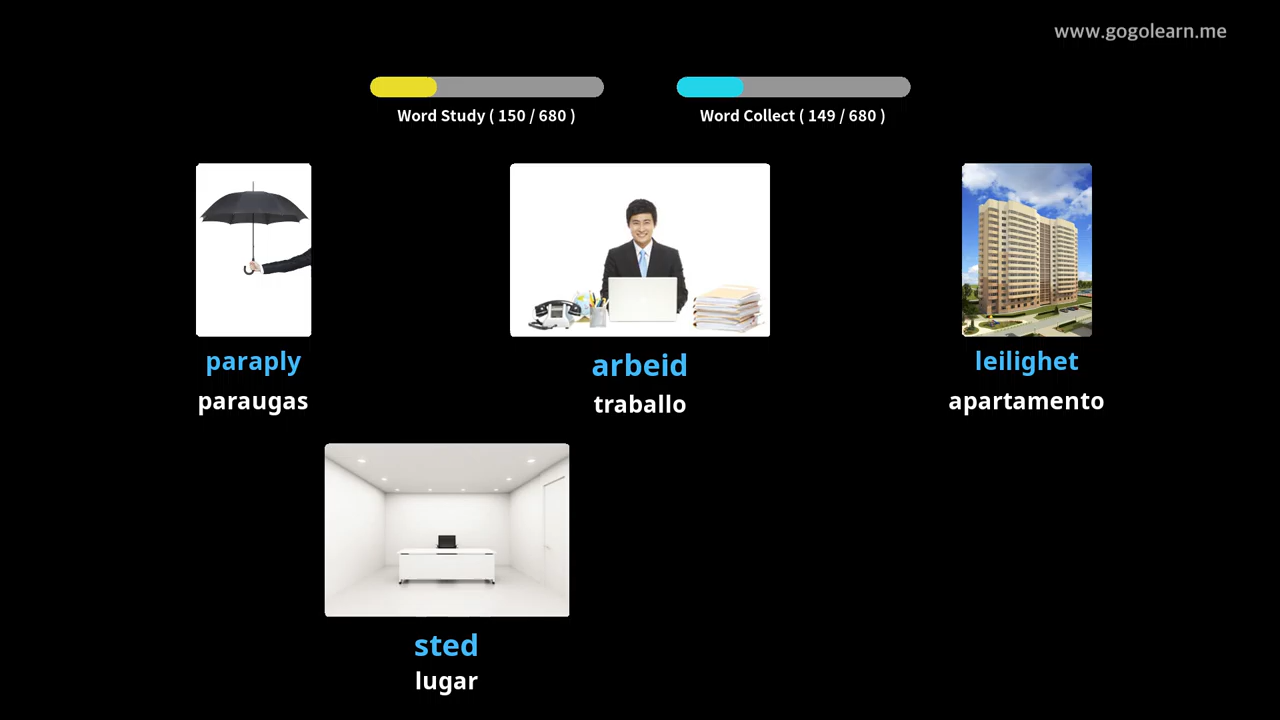 www.gogolearn.me
Word Study ( 150 / 680 )
Word Collect ( 149 / 680 )
paraply
paraugas
arbeid
traballo
leilighet
apartamento
sted
lugar